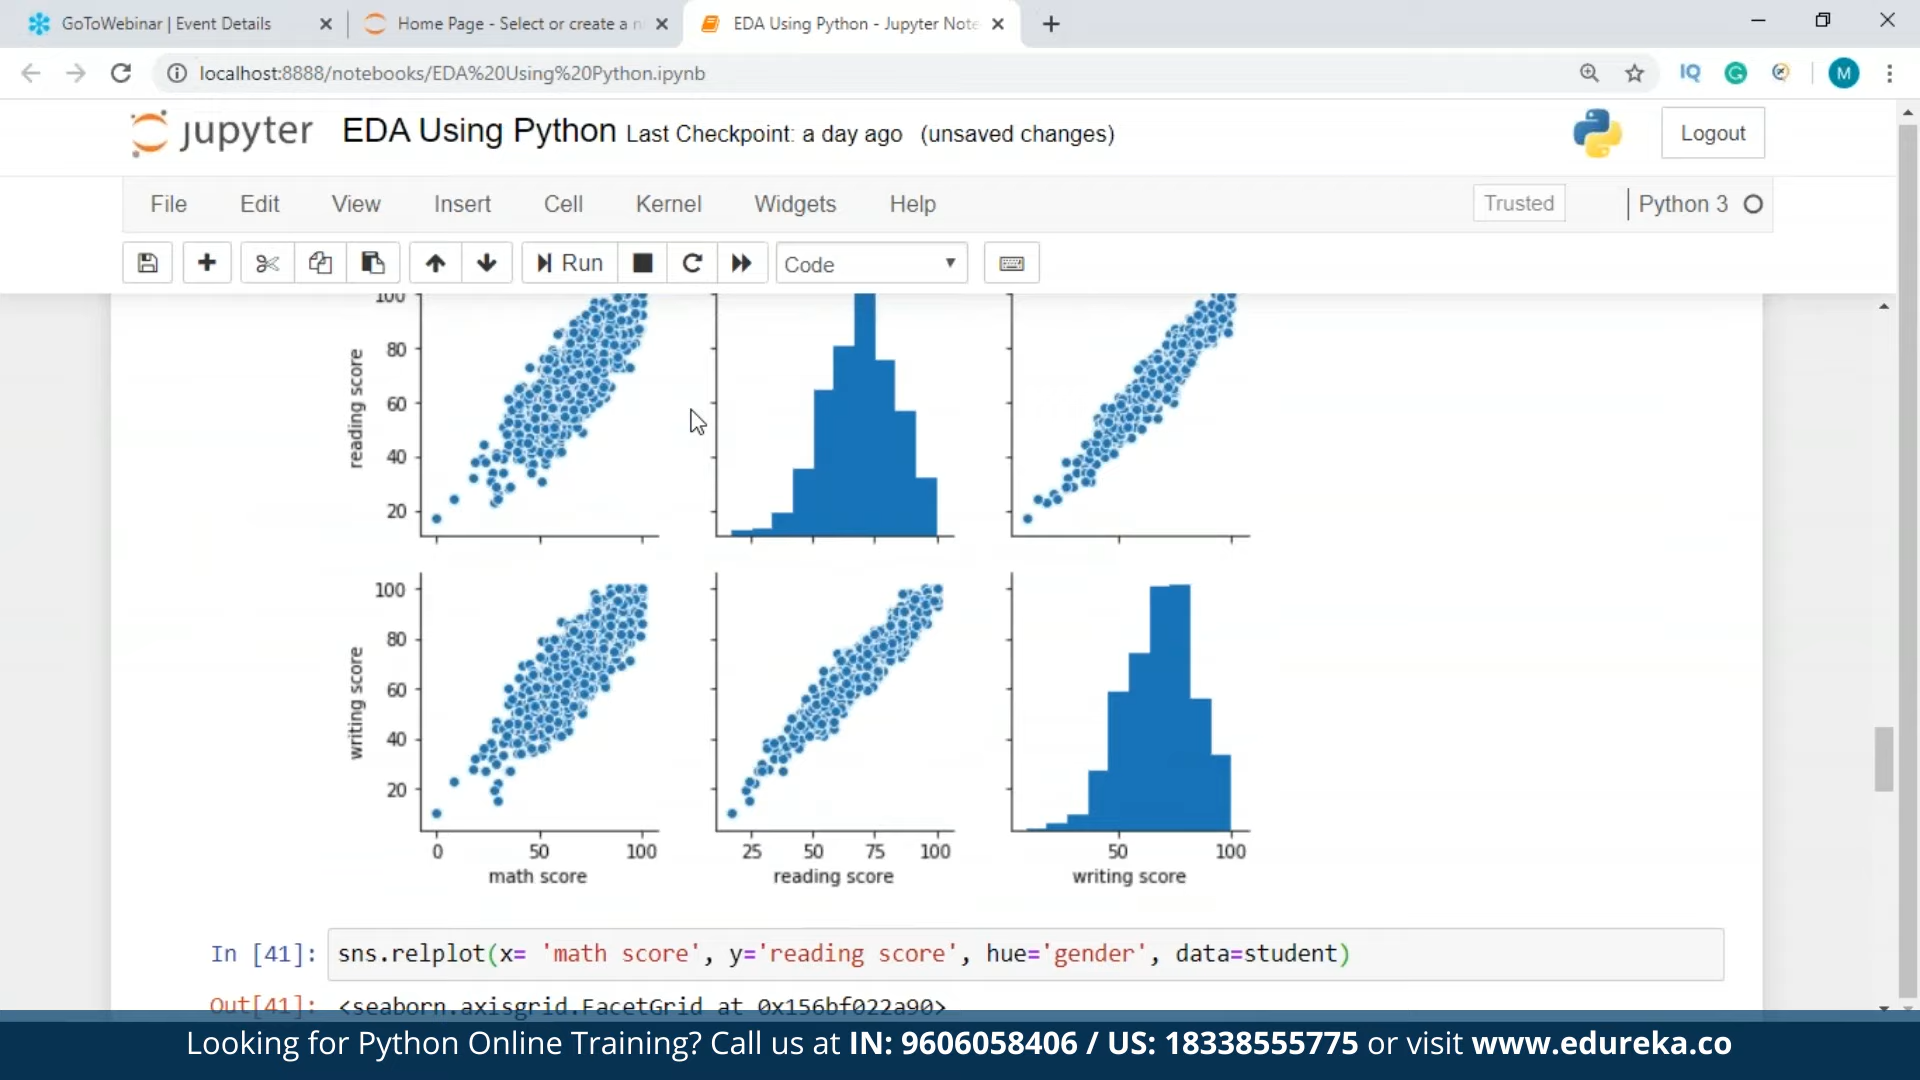 GoToWebinar | Event Details
Home Page - Select or create a n
EDA Using Python - Jupyter Note
localhost:8888/notebooks/EDA%20Using%20Python.ipynb
IQ
G
M
jupyter EDA Using Python Last Checkpoint: a day ago (unsaved changes)
Logout
File Edit View Insert Cell Kernel Widgets Help
Trusted
Python 3
Run
Code
100
80
60
40
20
reading score
100
80
60
40
20
writing score
0 50 100
25 50 75 100
50 100
math score
reading score
writing score
In [41]: sns.relplot(x= 'math score', y='reading score', hue='gender', data=student)
Out[41]: <seaborn.axisgrid.FacetGrid at 0x156bf022a90>
Looking for Python Online Training? Call us at IN: 9606058406 / US: 18338555775 or visit www.edureka.co